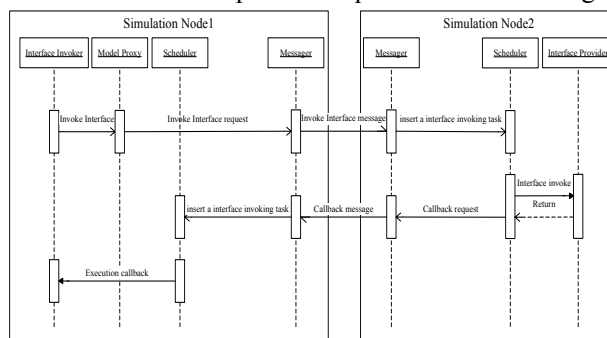 Simulation Node1
Simulation Node2
Interface Invoker
Model Proxy
Scheduler
Messager
Messager
Scheduler
Interface Provider
Invoke Interface
Invoke Interface request
Invoke Interface message
insert a interface invoking task
Interface invoke
Return
insert a interface invoking task
Callback message
Callback request
Execution callback